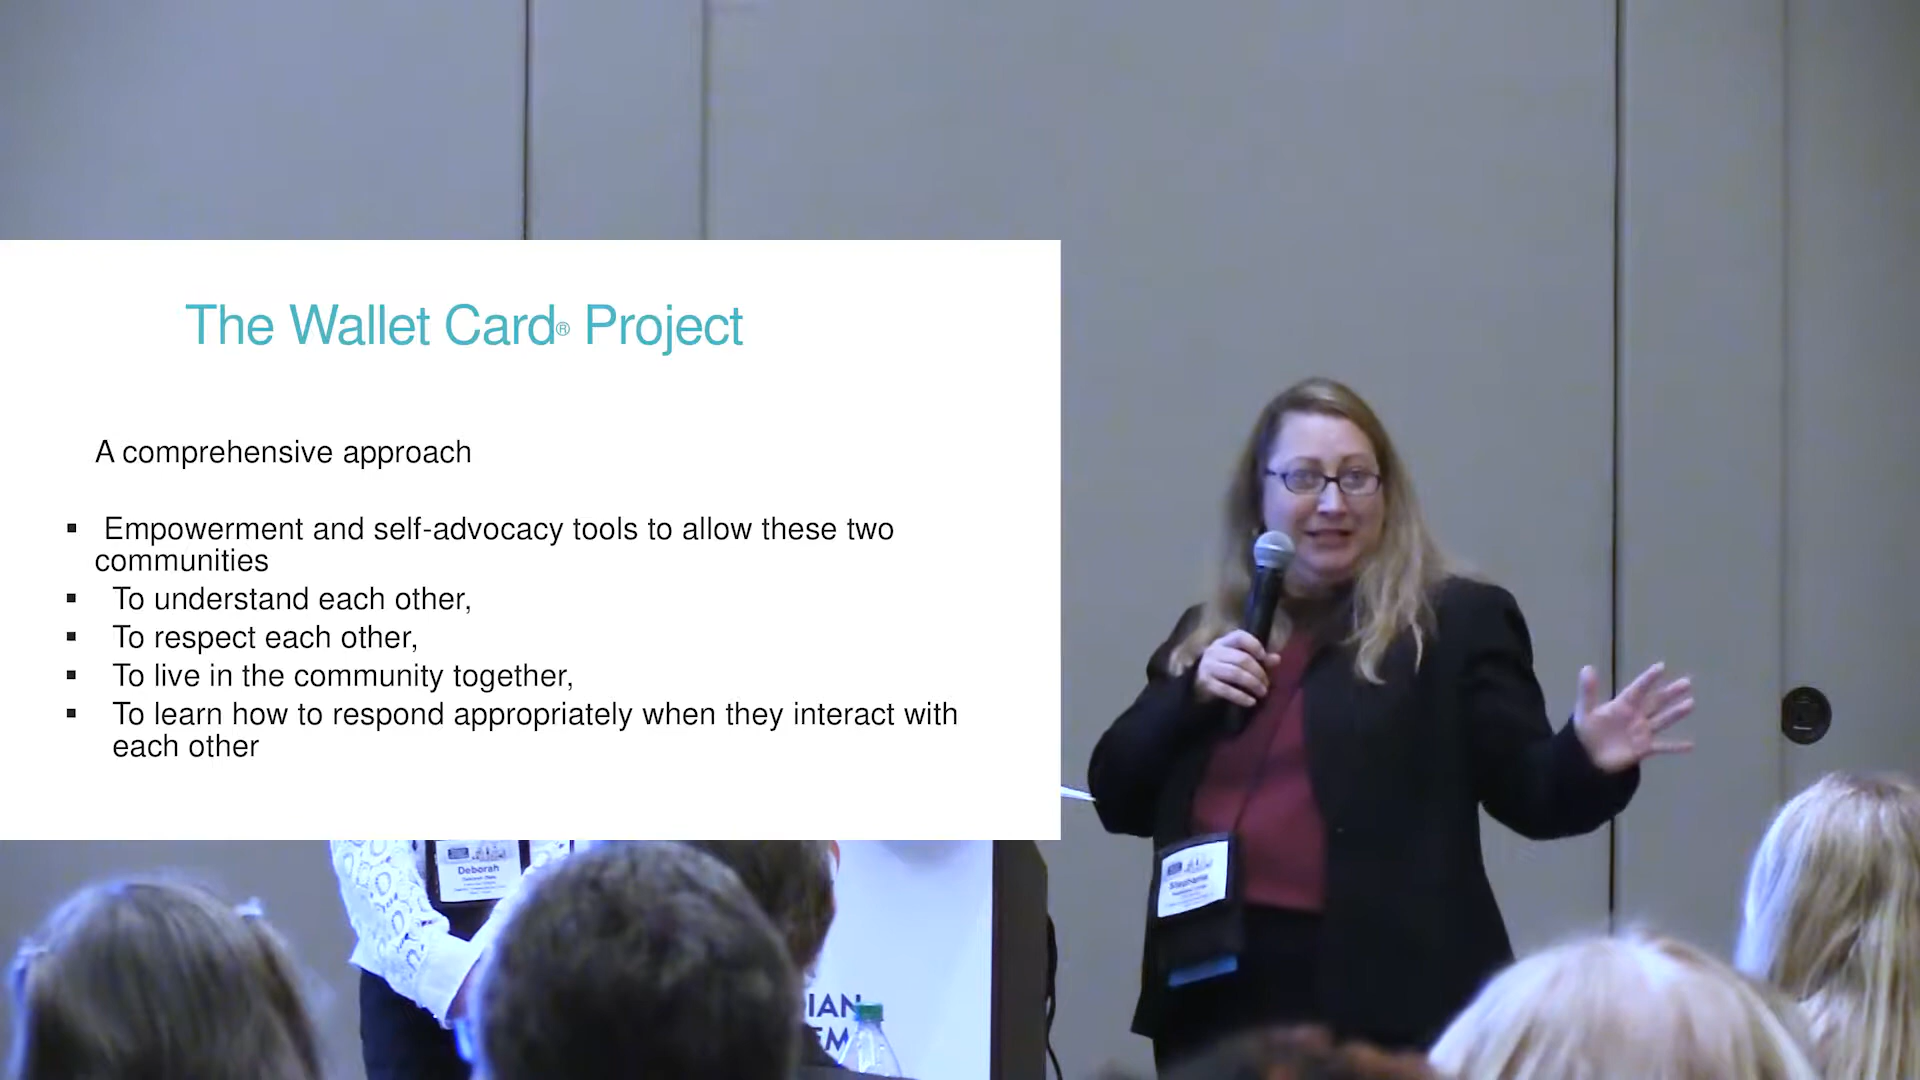 The Wallet Card® Project
A comprehensive approach
▪ Empowerment and self-advocacy tools to allow these two
communities
▪ To understand each other,
▪ To respect each other,
▪ To live in the community together,
▪ To learn how to respond appropriately when they interact with
each other
Deborah
Stephanie
IAN
EM